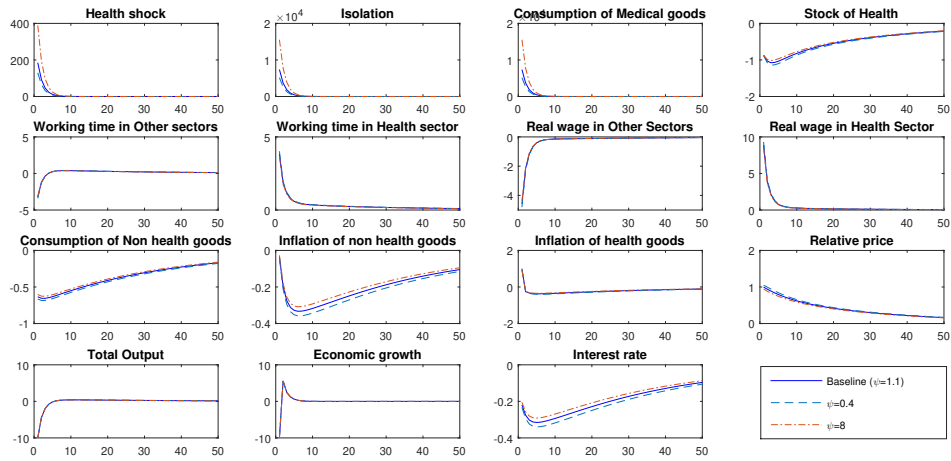 Health shock
400
200
0
0 10 20 30 40 50
Isolation
2 × 10^4
1
0
0 10 20 30 40 50
Consumption of Medical goods
2
1
0
0 10 20 30 40 50
Stock of Health
0
-1
-2
0 10 20 30 40 50
Working time in Other sectors
5
0
-5
0 10 20 30 40 50
Working time in Health sector
5
0
0 10 20 30 40 50
Real wage in Other Sectors
0
-2
-4
0 10 20 30 40 50
Real wage in Health Sector
10
5
0
0 10 20 30 40 50
Consumption of Non health goods
0
-0.5
-1
0 10 20 30 40 50
Inflation of non health goods
0
-0.2
-0.4
0 10 20 30 40 50
Inflation of health goods
2
0
-2
0 10 20 30 40 50
Relative price
2
1
0
0 10 20 30 40 50
Total Output
10
0
-10
0 10 20 30 40 50
Economic growth
10
0
-10
0 10 20 30 40 50
Interest rate
0
-0.2
-0.4
0 10 20 30 40 50
Baseline (ψ=1.1)
ψ=0.4
ψ=8